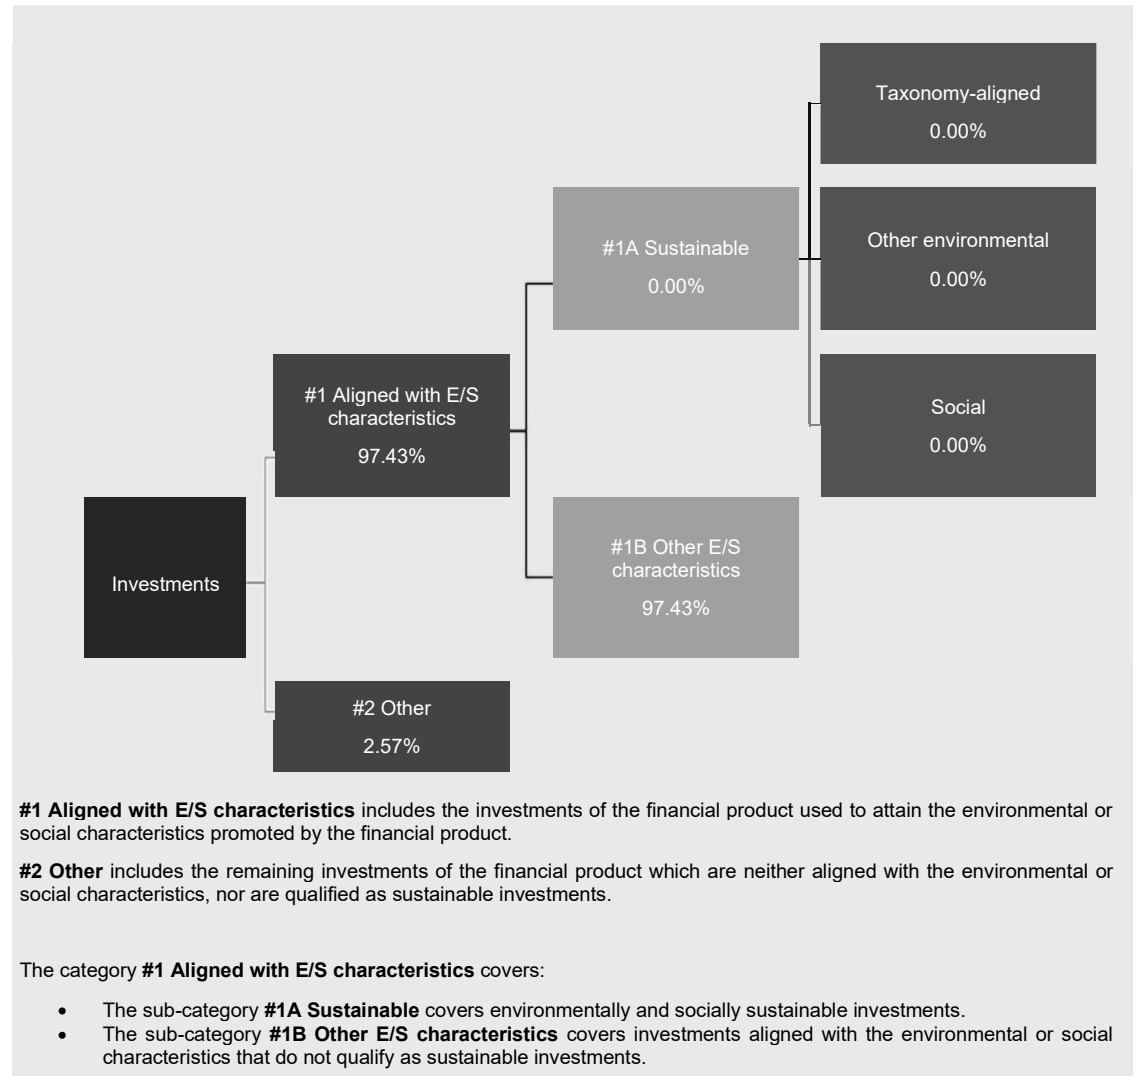 Taxonomy-aligned
0.00%
#1A Sustainable
0.00%
Other environmental
0.00%
#1 Aligned with E/S
characteristics
97.43%
Social
0.00%
Investments
#1B Other E/S
characteristics
97.43%
#2 Other
2.57%
#1 Aligned with E/S characteristics includes the investments of the financial product used to attain the environmental or
social characteristics promoted by the financial product.
#2 Other includes the remaining investments of the financial product which are neither aligned with the environmental or
social characteristics, nor are qualified as sustainable investments.
The category #1 Aligned with E/S characteristics covers:
• The sub-category #1A Sustainable covers environmentally and socially sustainable investments.
• The sub-category #1B Other E/S characteristics covers investments aligned with the environmental or social
characteristics that do not qualify as sustainable investments.